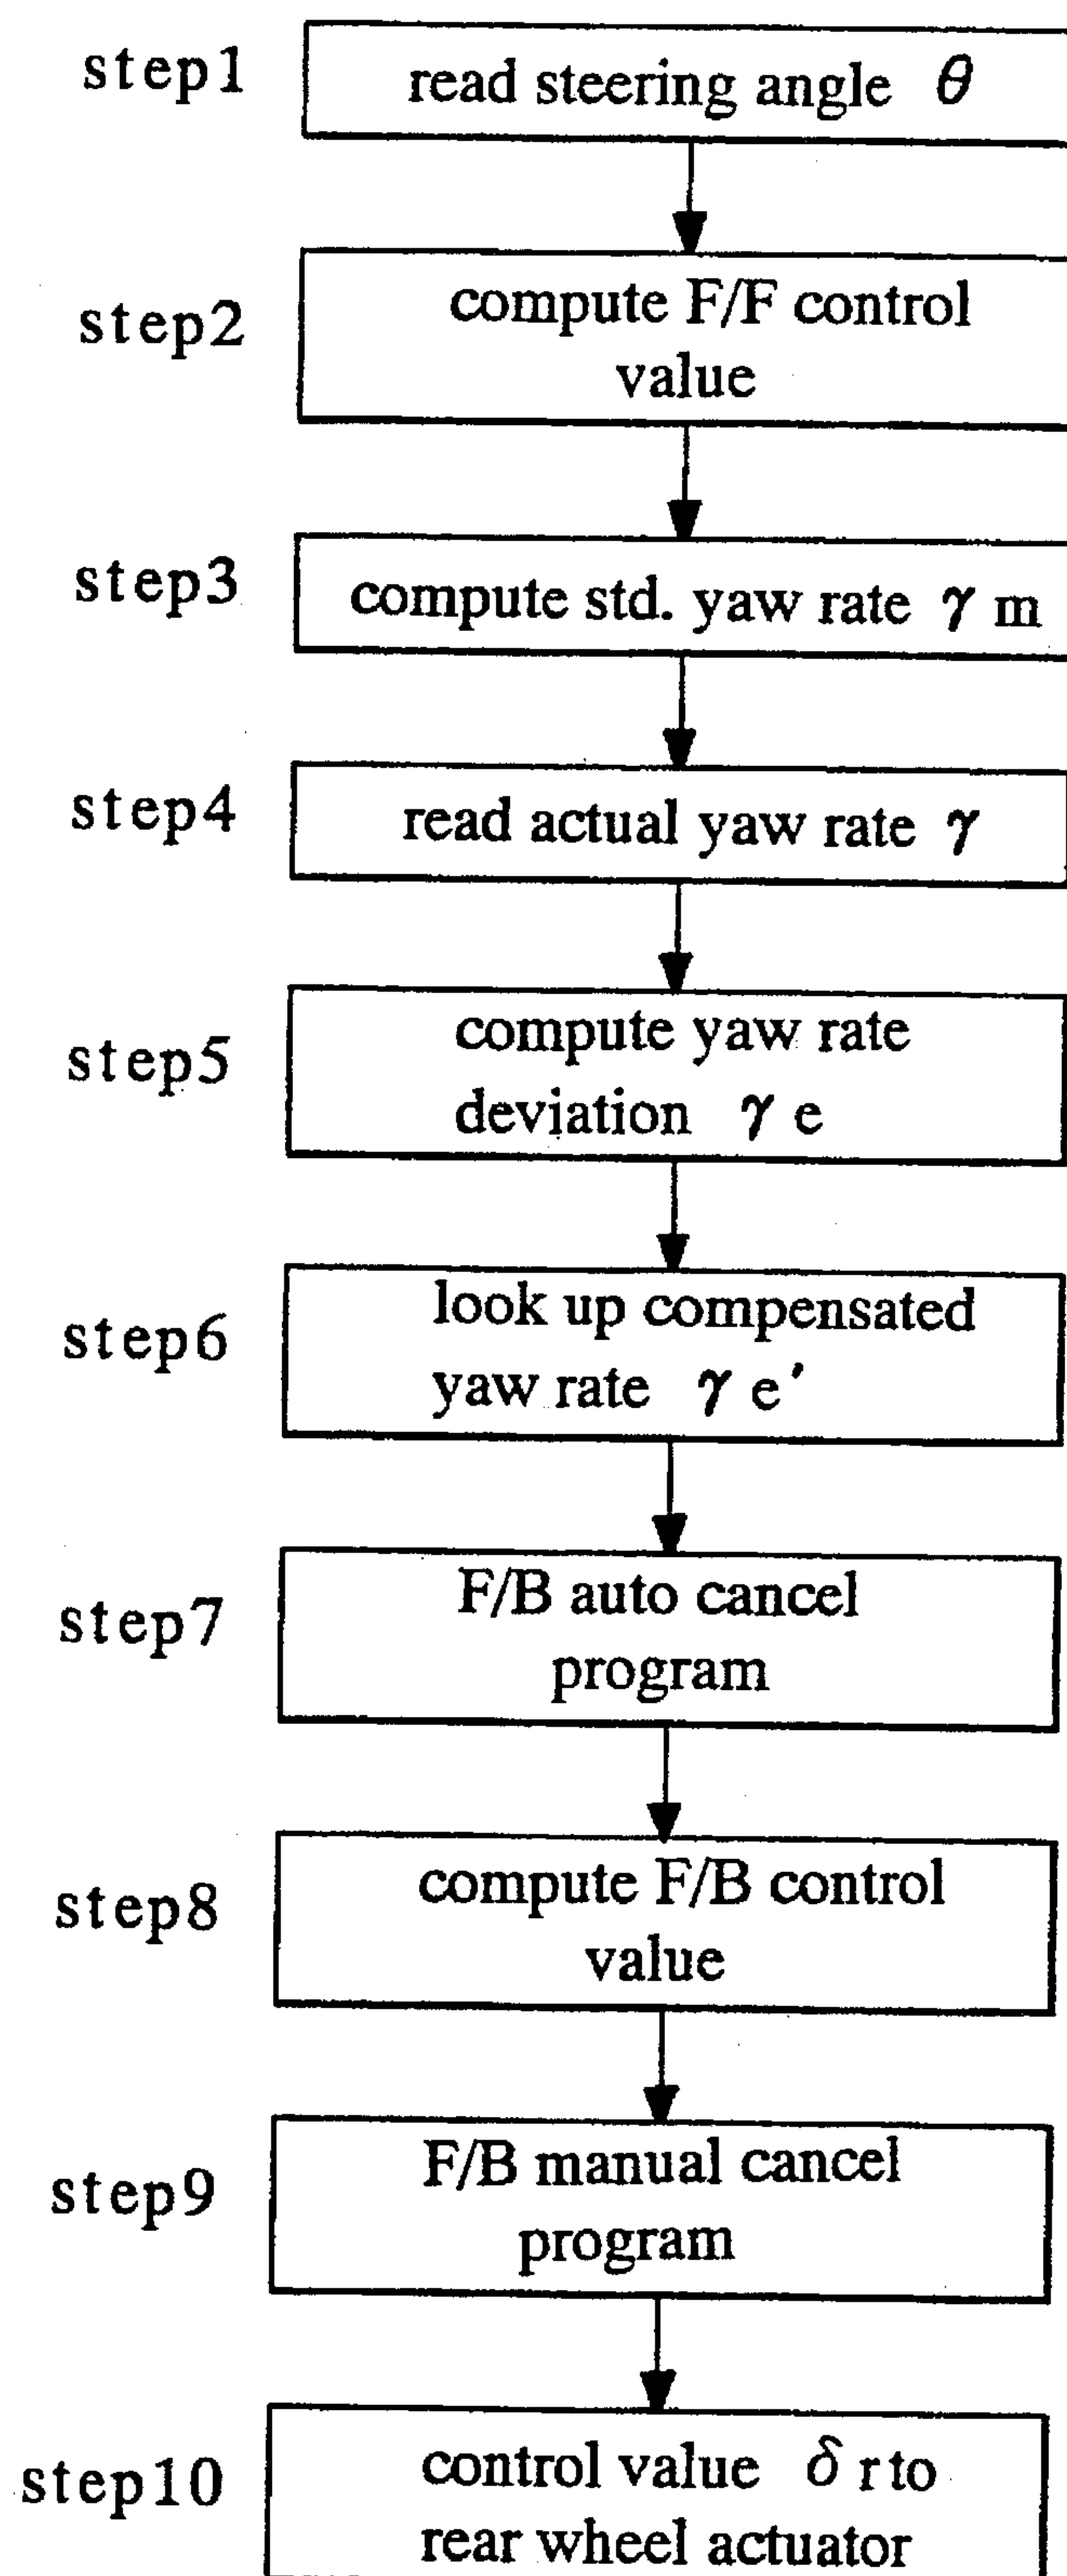 step1
read steering angle θ
step2
compute F/F control
value
step3
compute std. yaw rate γ m
step4
read actual yaw rate γ
step5
compute yaw rate
deviation γ e
step6
look up compensated
yaw rate γ e′
step7
F/B auto cancel
program
step8
compute F/B control
value
step9
F/B manual cancel
program
step10
control value δ r to
rear wheel actuator